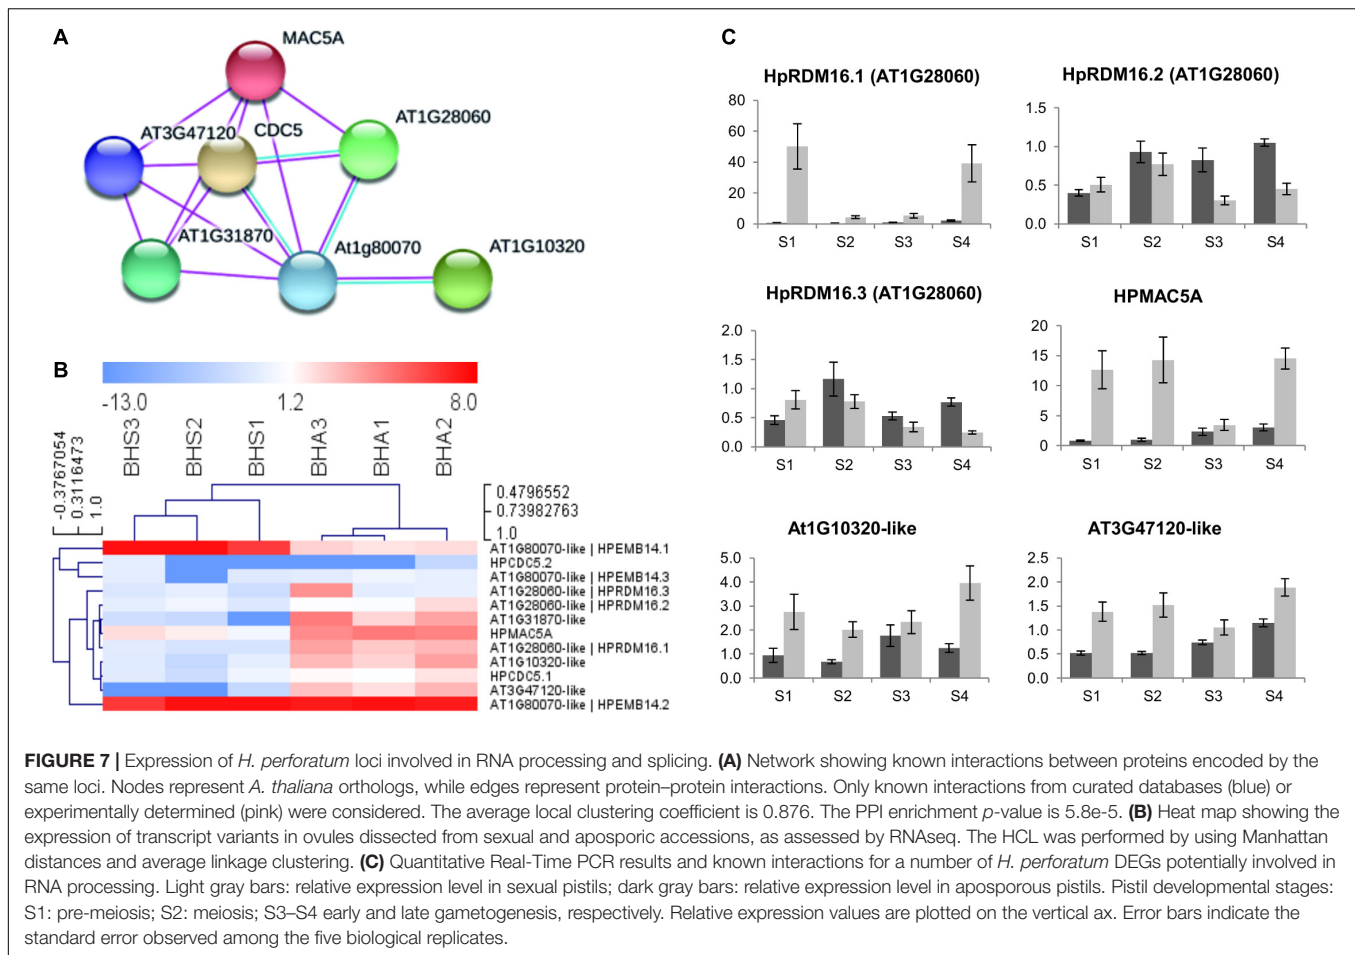 A
MAC5A
AT3G47120
CDC5
AT1G28060
AT1G31870
At1g80070
AT1G10320
B
-13.0
1.2
8.0
BHS3
BHS2
BHS1
BHA3
BHA1
BHA2
-0.3767054
0.3116473
1.0
0.4796552
0.73982763
1.0
AT1G80070-like | HPEMB14.1
HPCDC5.2
AT1G80070-like | HPEMB14.3
AT1G28060-like | HPRDM16.3
AT1G28060-like | HPRDM16.2
AT1G31870-like
HPMAC5A
AT1G28060-like | HPRDM16.1
AT1G10320-like
HPCDC5.1
AT3G47120-like
AT1G80070-like | HPEMB14.2
C
HpRDM16.1 (AT1G28060)
80
60
40
20
0
S1 S2 S3 S4
HpRDM16.2 (AT1G28060)
1.5
1.0
0.5
0.0
S1 S2 S3 S4
HpRDM16.3 (AT1G28060)
2.0
1.5
1.0
0.5
0.0
S1 S2 S3 S4
HPMAC5A
20
15
10
5
0
S1 S2 S3 S4
At1G10320-like
5.0
4.0
3.0
2.0
1.0
0.0
S1 S2 S3 S4
AT3G47120-like
2.5
2.0
1.5
1.0
0.5
0.0
S1 S2 S3 S4
FIGURE 7 | Expression of H. perforatum loci involved in RNA processing and splicing. (A) Network showing known interactions between proteins encoded by the
same loci. Nodes represent A. thaliana orthologs, while edges represent protein–protein interactions. Only known interactions from curated databases (blue) or
experimentally determined (pink) were considered. The average local clustering coefficient is 0.876. The PPI enrichment p-value is 5.8e-5. (B) Heat map showing the
expression of transcript variants in ovules dissected from sexual and aposporic accessions, as assessed by RNAseq. The HCL was performed by using Manhattan
distances and average linkage clustering. (C) Quantitative Real-Time PCR results and known interactions for a number of H. perforatum DEGs potentially involved in
RNA processing. Light gray bars: relative expression level in sexual pistils; dark gray bars: relative expression level in aposporous pistils. Pistil developmental stages:
S1: pre-meiosis; S2: meiosis; S3–S4 early and late gametogenesis, respectively. Relative expression values are plotted on the vertical ax. Error bars indicate the
standard error observed among the five biological replicates.